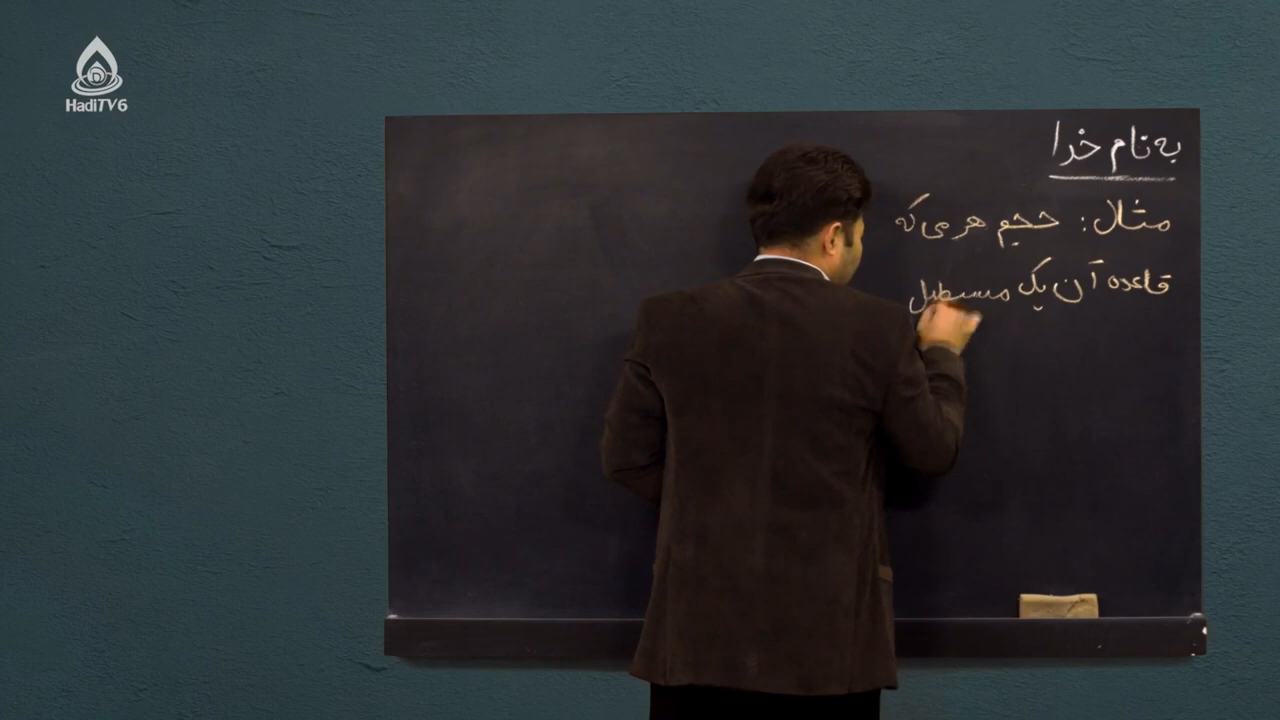 HadiTV6
به نام خدا
مثال: حجم هرمی که
قاعده آن یک مستطیل